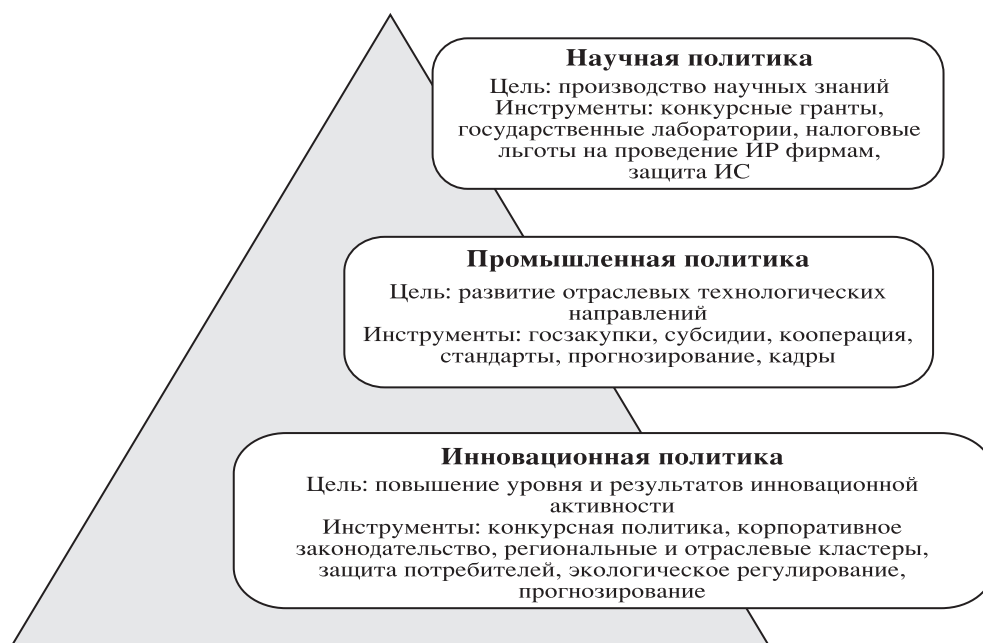 Научная политика
Цель: производство научных знаний
Инструменты: конкурсные гранты,
государственные лаборатории, налоговые
льготы на проведение ИР фирмам,
защита ИС
Промышленная политика
Цель: развитие отраслевых технологических
направлений
Инструменты: госзакупки, субсидии, кооперация,
стандарты, прогнозирование, кадры
Инновационная политика
Цель: повышение уровня и результатов инновационной
активности
Инструменты: конкурсная политика, корпоративное
законодательство, региональные и отраслевые кластеры,
защита потребителей, экологическое регулирование,
прогнозирование